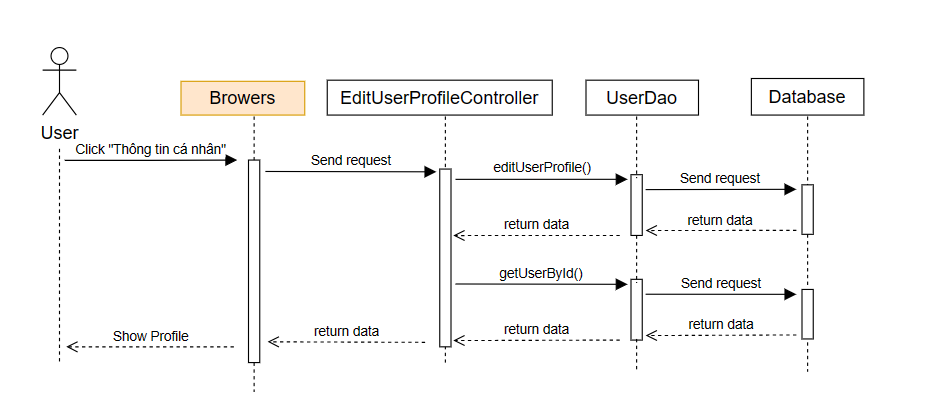 Browers
EditUserProfileController
UserDao
Database
User
Click "Thông tin cá nhân"
Send request
editUserProfile()
Send request
return data
return data
getUserById()
Send request
return data
return data
return data
Show Profile